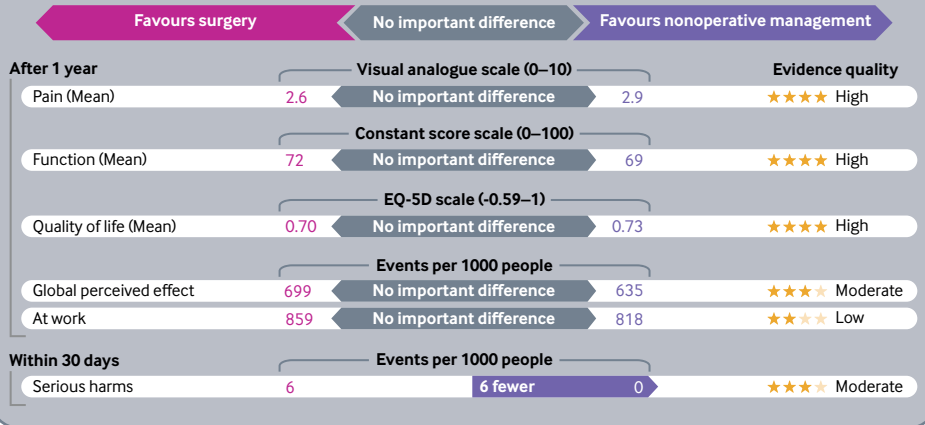 Favours surgery No important difference Favours nonoperative management
After 1 year Visual analogue scale (0–10) Evidence quality
Pain (Mean) 2.6 No important difference 2.9 High
Constant score scale (0–100)
Function (Mean) 72 No important difference 69 High
EQ-5D scale (-0.59–1)
Quality of life (Mean) 0.70 No important difference 0.73 High
Events per 1000 people
Global perceived effect 699 No important difference 635 Moderate
At work 859 No important difference 818 Low
Within 30 days Events per 1000 people
Serious harms 6 6 fewer 0 Moderate